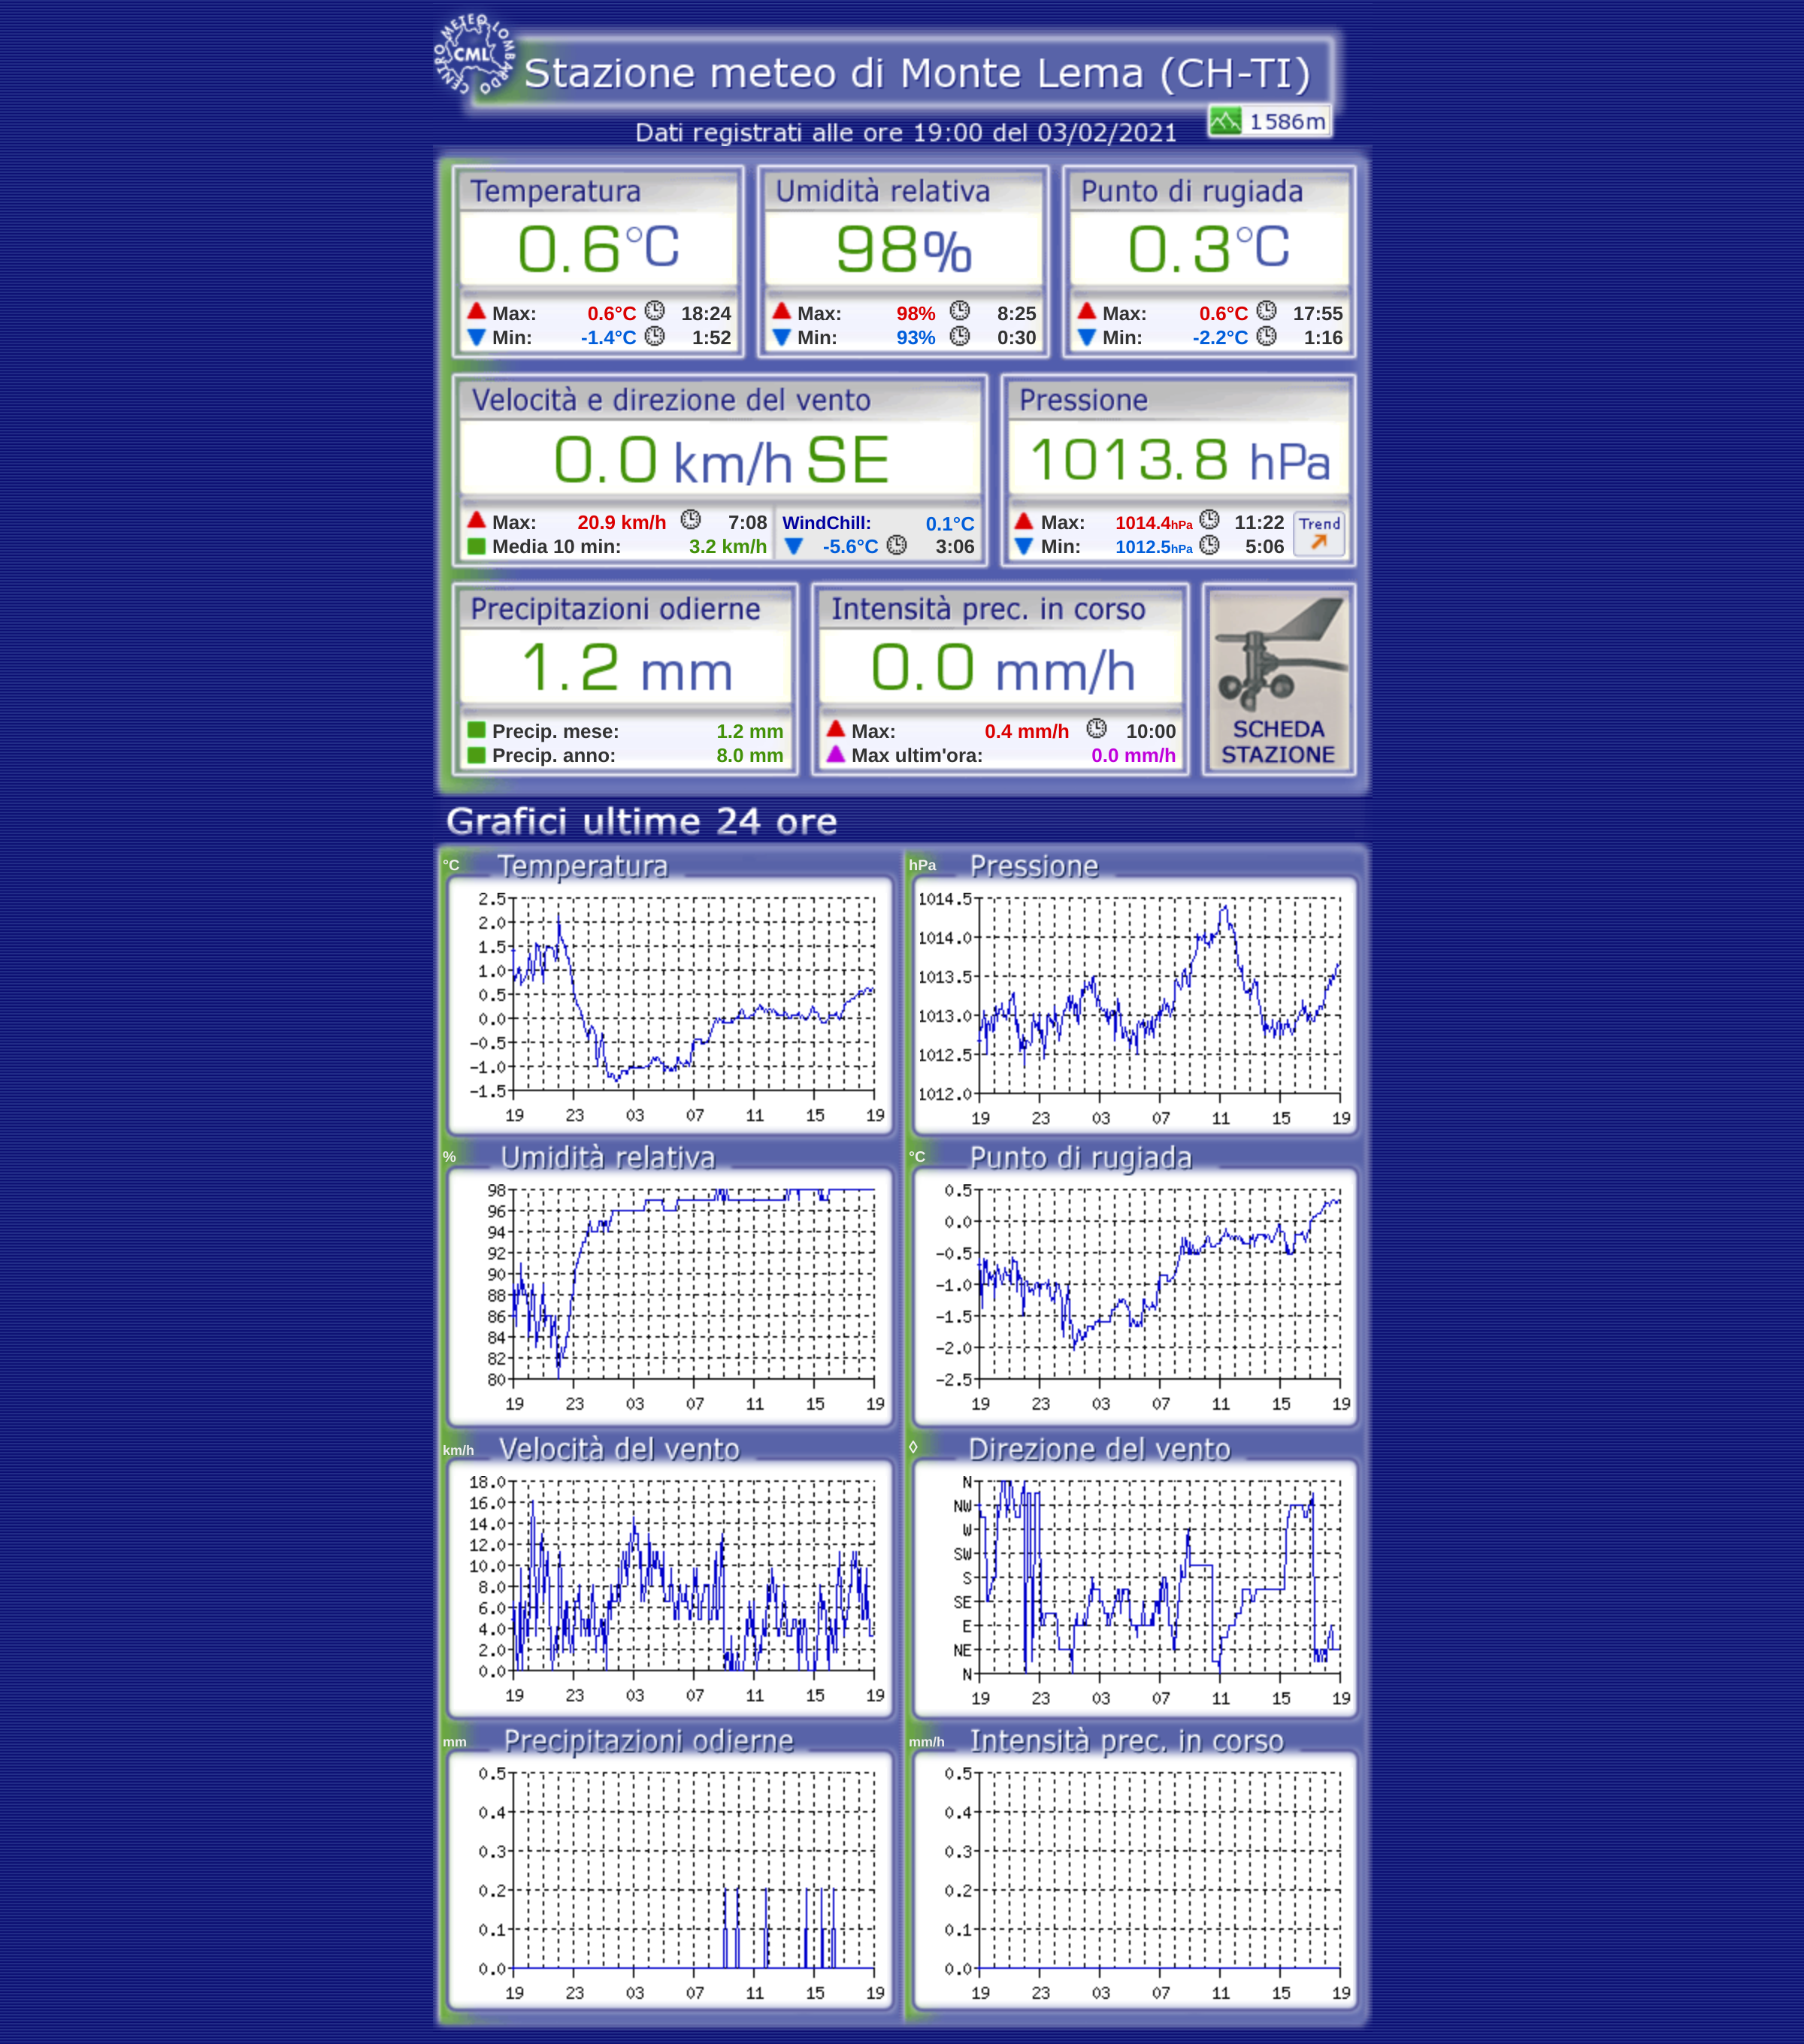 CENTRO METEO LOMBARDO
CML
Stazione meteo di Monte Lema (CH-TI)
Dati registrati alle ore 19:00 del 03/02/2021
1586m
Temperatura Umidità relativa Punto di rugiada
0.6°C 98% 0.3°C
Max: 0.6°C 18:24 Max: 98% 8:25 Max: 0.6°C 17:55
Min: -1.4°C 1:52 Min: 93% 0:30 Min: -2.2°C 1:16
Velocità e direzione del vento Pressione
0.0 km/h SE 1013.8 hPa
Max: 20.9 km/h 7:08 WindChill: 0.1°C Max: 1014.4hPa 11:22 Trend
Media 10 min: 3.2 km/h -5.6°C 3:06 Min: 1012.5hPa 5:06
Precipitazioni odierne Intensità prec. in corso
1.2 mm 0.0 mm/h
Precip. mese: 1.2 mm Max: 0.4 mm/h 10:00 SCHEDA
Precip. anno: 8.0 mm Max ultim'ora: 0.0 mm/h STAZIONE
Grafici ultime 24 ore
°C Temperatura
2.5
2.0
1.5
1.0
0.5
0.0
-0.5
-1.0
-1.5
19 23 03 07 11 15 19
hPa Pressione
1014.5
1014.0
1013.5
1013.0
1012.5
1012.0
19 23 03 07 11 15 19
% Umidità relativa
98
96
94
92
90
88
86
84
82
80
19 23 03 07 11 15 19
°C Punto di rugiada
0.5
0.0
-0.5
-1.0
-1.5
-2.0
-2.5
19 23 03 07 11 15 19
km/h Velocità del vento
18.0
16.0
14.0
12.0
10.0
8.0
6.0
4.0
2.0
0.0
19 23 03 07 11 15 19
◊ Direzione del vento
N
NW
W
SW
S
SE
E
NE
N
19 23 03 07 11 15 19
mm Precipitazioni odierne
0.5
0.4
0.3
0.2
0.1
0.0
19 23 03 07 11 15 19
mm/h Intensità prec. in corso
0.5
0.4
0.3
0.2
0.1
0.0
19 23 03 07 11 15 19